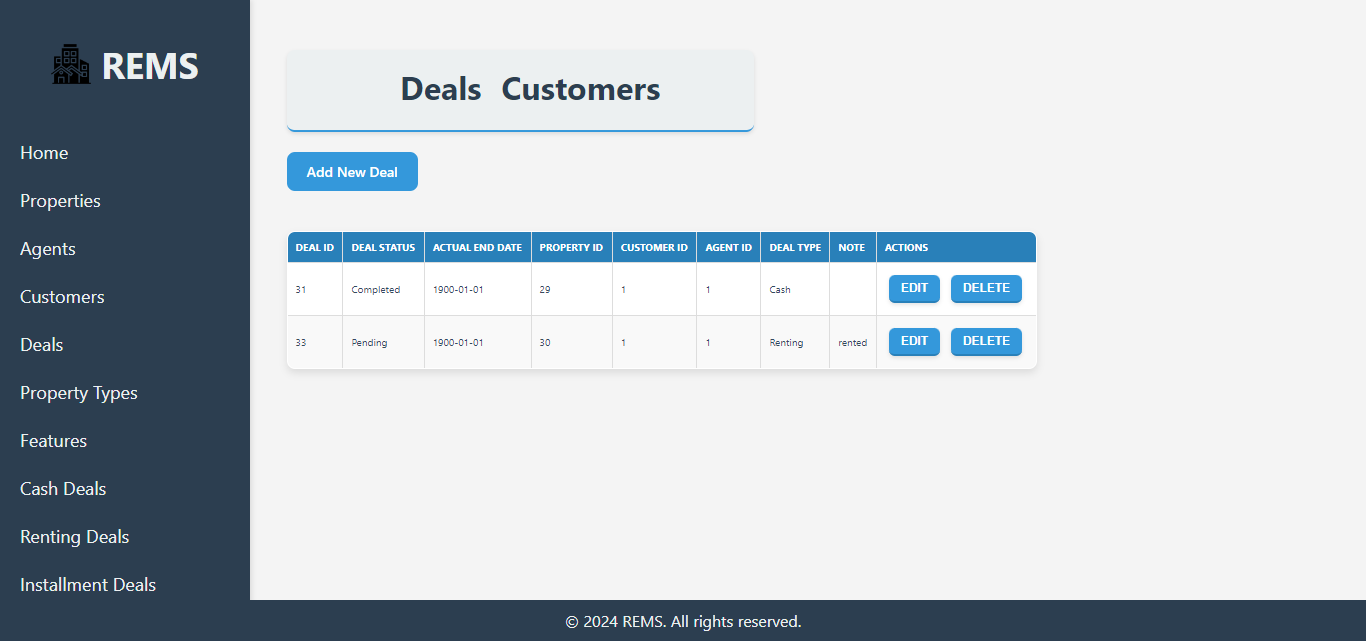 REMS
Home
Properties
Agents
Customers
Deals
Property Types
Features
Cash Deals
Renting Deals
Installment Deals
Deals Customers
Add New Deal
DEAL ID DEAL STATUS ACTUAL END DATE PROPERTY ID CUSTOMER ID AGENT ID DEAL TYPE NOTE ACTIONS
31 Completed 1900-01-01 29 1 1 Cash EDIT DELETE
33 Pending 1900-01-01 30 1 1 Renting rented EDIT DELETE
© 2024 REMS. All rights reserved.